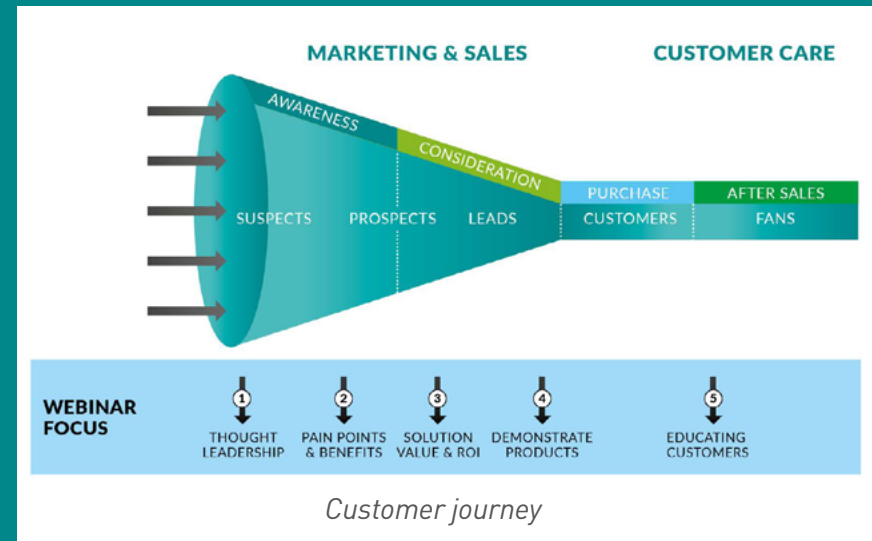 MARKETING & SALES
CUSTOMER CARE
AWARENESS
CONSIDERATION
PURCHASE
AFTER SALES
SUSPECTS
PROSPECTS
LEADS
CUSTOMERS
FANS
WEBINAR
FOCUS
1
THOUGHT
LEADERSHIP
2
PAIN POINTS
& BENEFITS
3
SOLUTION
VALUE & ROI
4
DEMONSTRATE
PRODUCTS
5
EDUCATING
CUSTOMERS
Customer journey